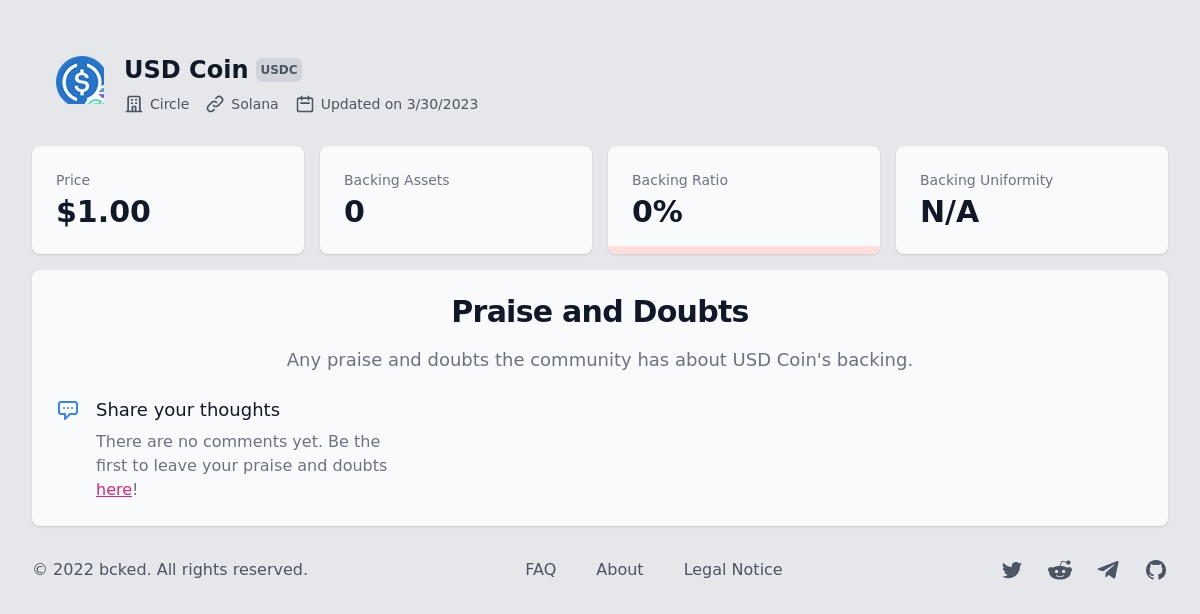 USD Coin USDC
Circle Solana Updated on 3/30/2023
Price
$1.00
Backing Assets
0
Backing Ratio
0%
Backing Uniformity
N/A
Praise and Doubts
Any praise and doubts the community has about USD Coin's backing.
Share your thoughts
There are no comments yet. Be the
first to leave your praise and doubts
here!
© 2022 bcked. All rights reserved. FAQ About Legal Notice